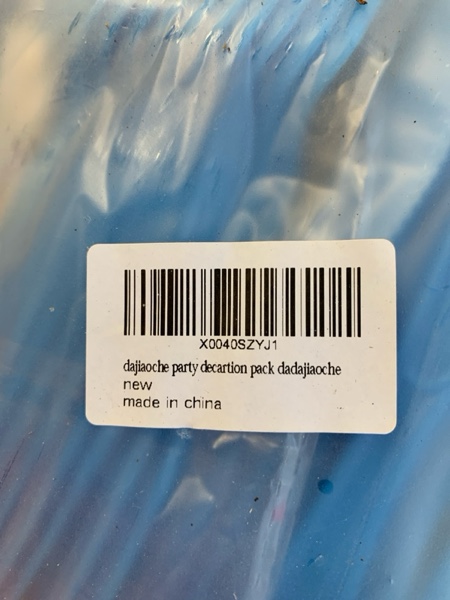 X0040SZYJ1
dajiaoche party decartion pack dadajiaoche
new
made in china